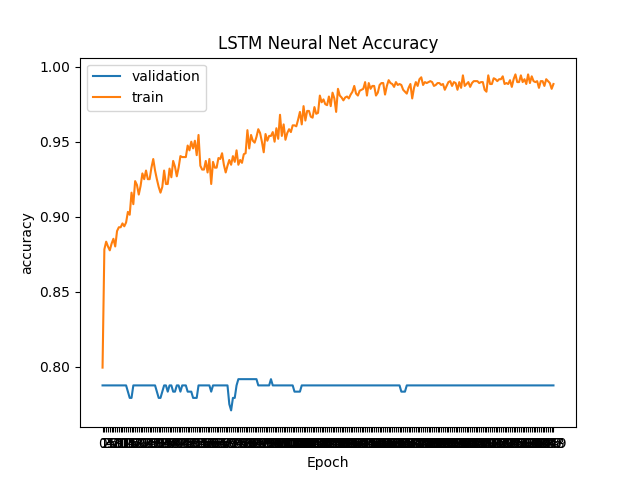 LSTM Neural Net Accuracy
validation
train
1.00
0.95
0.90
0.85
0.80
accuracy
Epoch